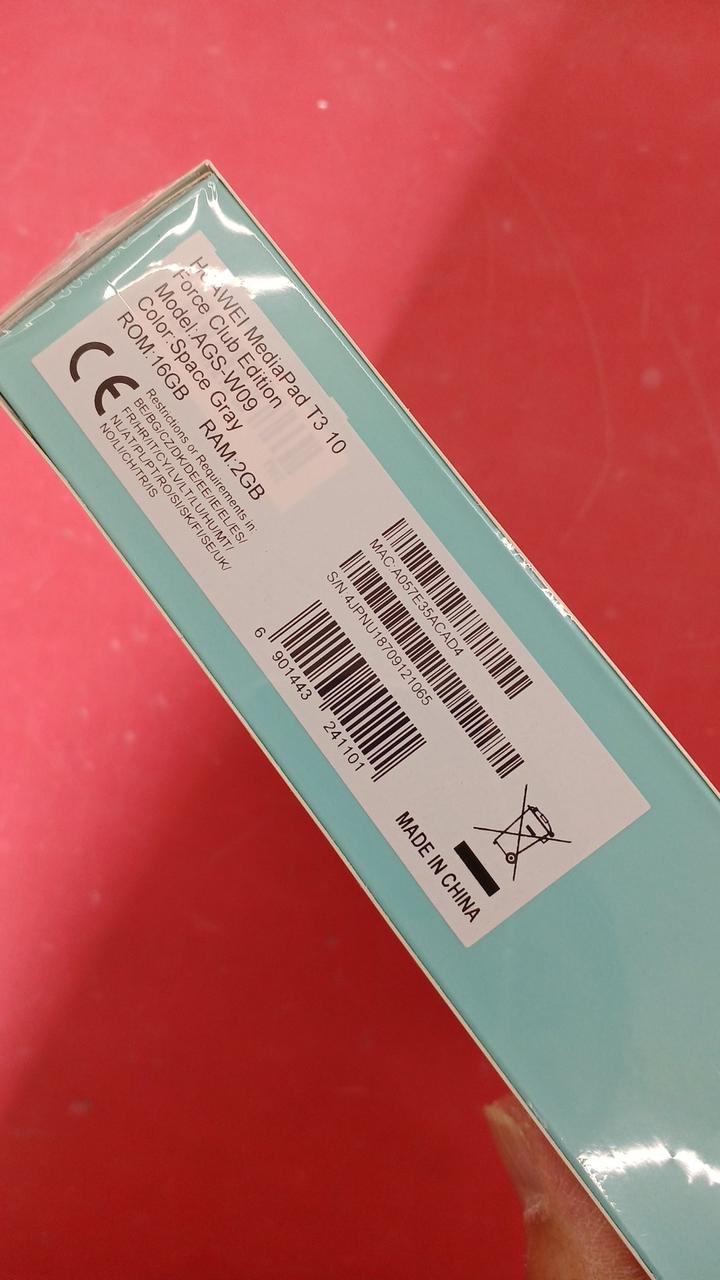 HUAWEI MediaPad T3 10
Force Club Edition
Model:AGS-W09
Color:Space Gray
ROM:16GB RAM:2GB
CE
Restrictions or Requirements in:
BE/BG/CZ/DK/DE/EE/IE/EL/ES/
FR/HR/IT/CY/LV/LT/LU/HU/MT/
NL/AT/PL/PT/RO/SI/SK/FI/SE/UK/
NO/LI/CH/TR/IS
MAC:A057E35ACAD4
S/N:4JPNU18709121065
6 901443 241101
MADE IN CHINA